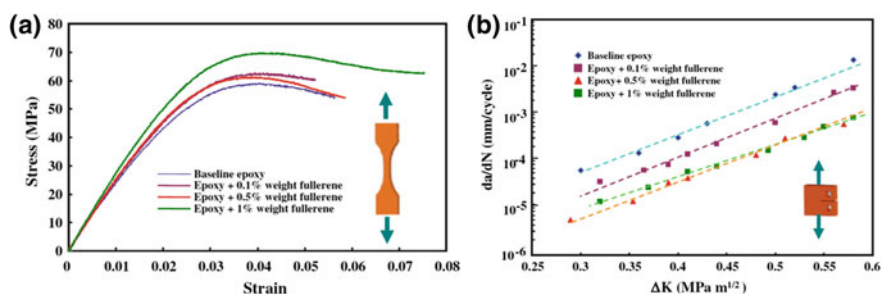 (a)
80
70
60
50
40
30
20
10
0
Stress (MPa)
Baseline epoxy
Epoxy + 0.1% weight fullerene
Epoxy + 0.5% weight fullerene
Epoxy + 1% weight fullerene
0 0.01 0.02 0.03 0.04 0.05 0.06 0.07 0.08
Strain
(b)
10-1
10-2
10-3
10-4
10-5
10-6
da/dN (mm/cycle)
Baseline epoxy
Epoxy + 0.1% weight fullerene
Epoxy + 0.5% weight fullerene
Epoxy + 1% weight fullerene
0.25 0.3 0.35 0.4 0.45 0.5 0.55 0.6
ΔK (MPa m1/2)